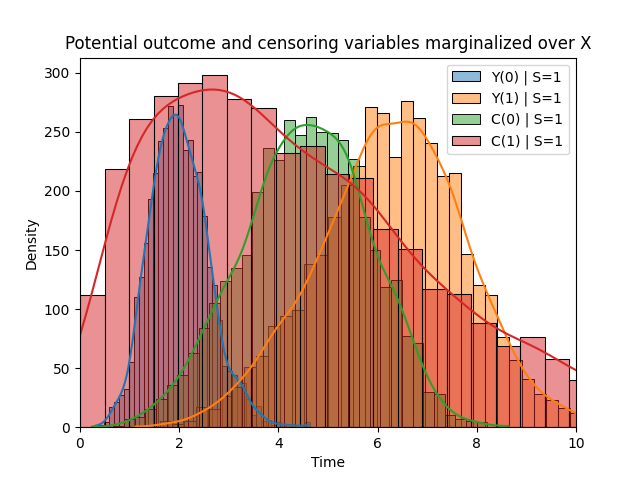 Potential outcome and censoring variables marginalized over X
Density
300
250
200
150
100
50
0
Y(0) | S=1
Y(1) | S=1
C(0) | S=1
C(1) | S=1
0 2 4 6 8 10
Time